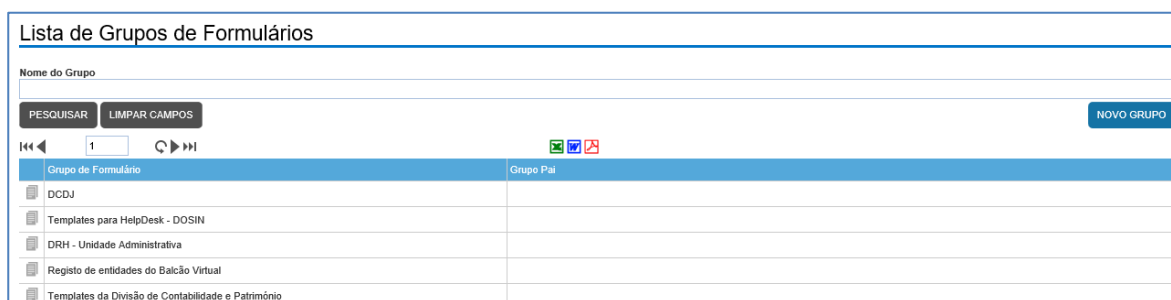 Lista de Grupos de Formulários
Nome do Grupo
PESQUISAR LIMPAR CAMPOS NOVO GRUPO
1
Grupo de Formulário Grupo Pai
DCDJ
Templates para HelpDesk - DOSIN
DRH - Unidade Administrativa
Registo de entidades do Balcão Virtual
Templates da Divisão de Contabilidade e Património